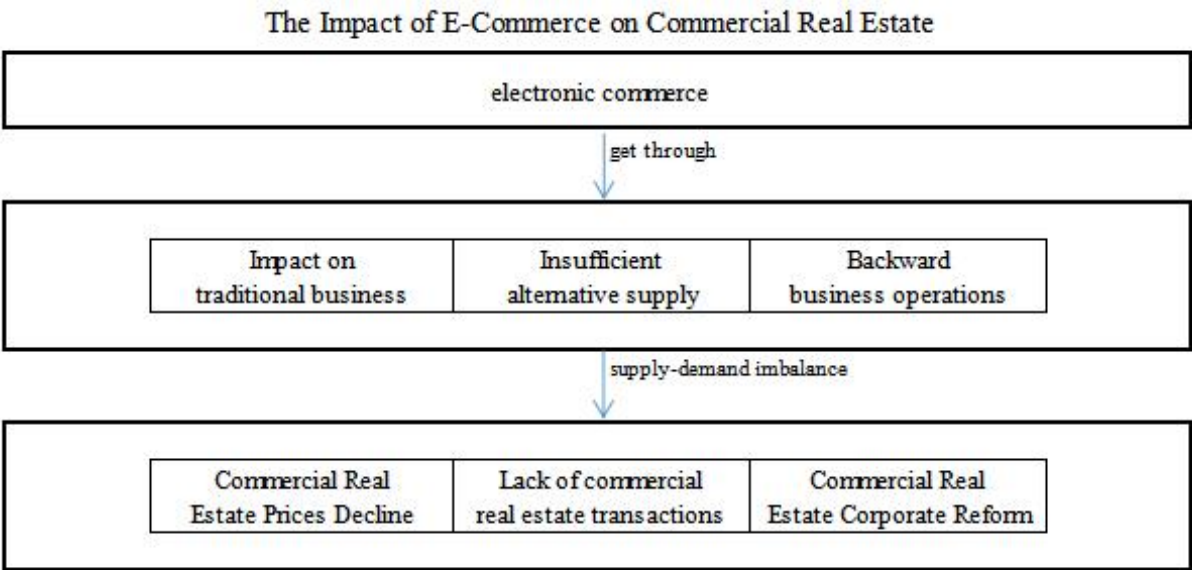 The Impact of E-Commerce on Commercial Real Estate
electronic commerce
get through
Impact on
traditional business
Insufficient
alternative supply
Backward
business operations
supply-demand imbalance
Commercial Real
Estate Prices Decline
Lack of commercial
real estate transactions
Commercial Real
Estate Corporate Reform